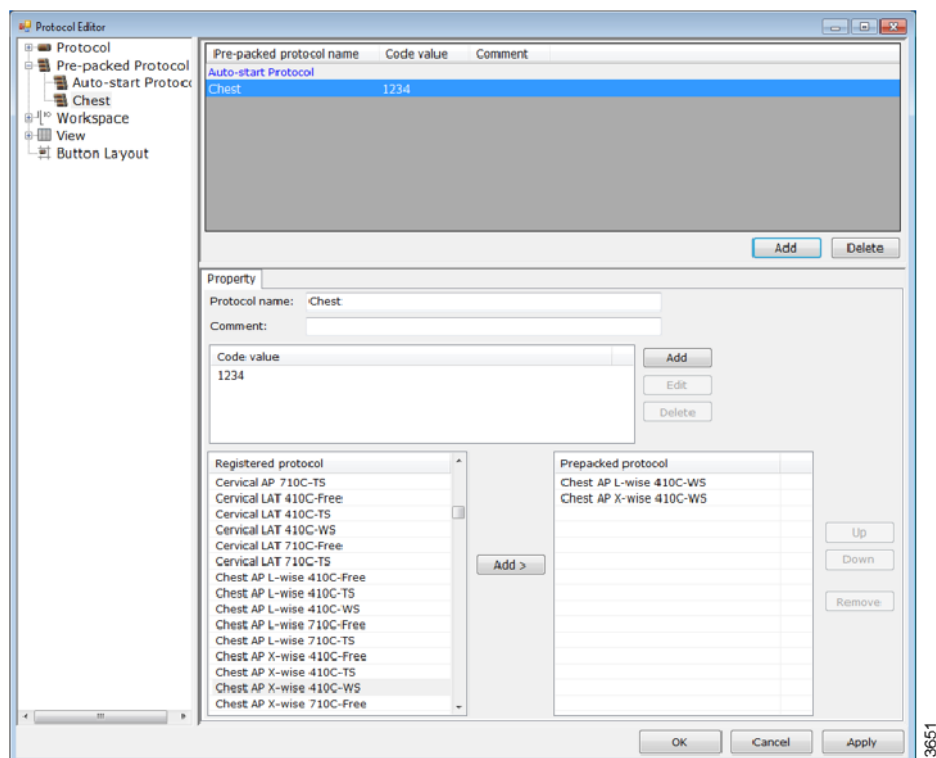 Protocol Editor
Protocol
Pre-packed Protocol
Auto-start Protoco
Chest
Workspace
View
Button Layout
Pre-packed protocol name Code value Comment
Auto-start Protocol
Chest 1234
Add Delete
Property
Protocol name: Chest
Comment:
Code value
1234
Add
Edit
Delete
Registered protocol
Cervical AP 710C-TS
Cervical LAT 410C-Free
Cervical LAT 410C-TS
Cervical LAT 410C-WS
Cervical LAT 710C-Free
Cervical LAT 710C-TS
Chest AP L-wise 410C-Free
Chest AP L-wise 410C-TS
Chest AP L-wise 410C-WS
Chest AP L-wise 710C-Free
Chest AP L-wise 710C-TS
Chest AP X-wise 410C-Free
Chest AP X-wise 410C-TS
Chest AP X-wise 410C-WS
Chest AP X-wise 710C-Free
Add >
Prepacked protocol
Chest AP L-wise 410C-WS
Chest AP X-wise 410C-WS
Up
Down
Remove
OK Cancel Apply
3651